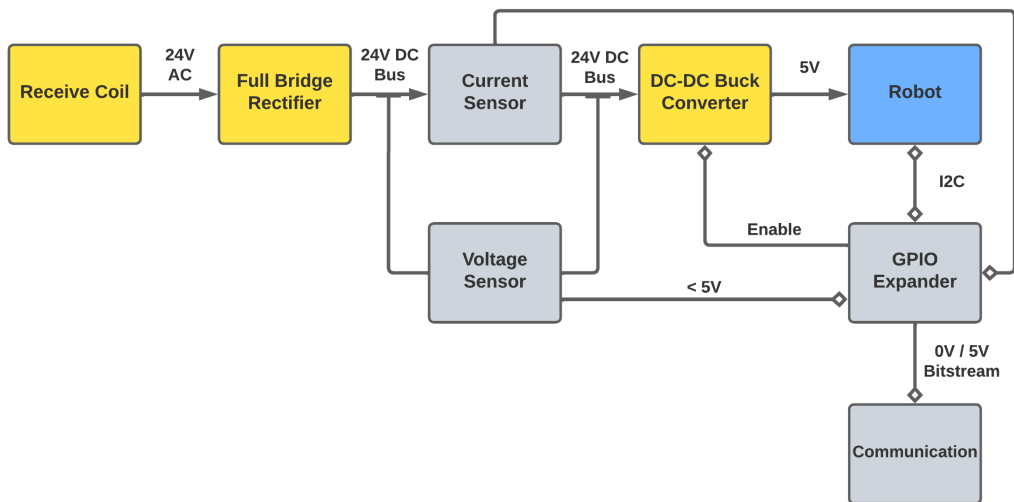 Receive Coil
24V
AC
Full Bridge
Rectifier
24V DC
Bus
Current
Sensor
24V DC
Bus
DC-DC Buck
Converter
5V
Robot
I2C
Voltage
Sensor
Enable
< 5V
GPIO
Expander
0V / 5V
Bitstream
Communication